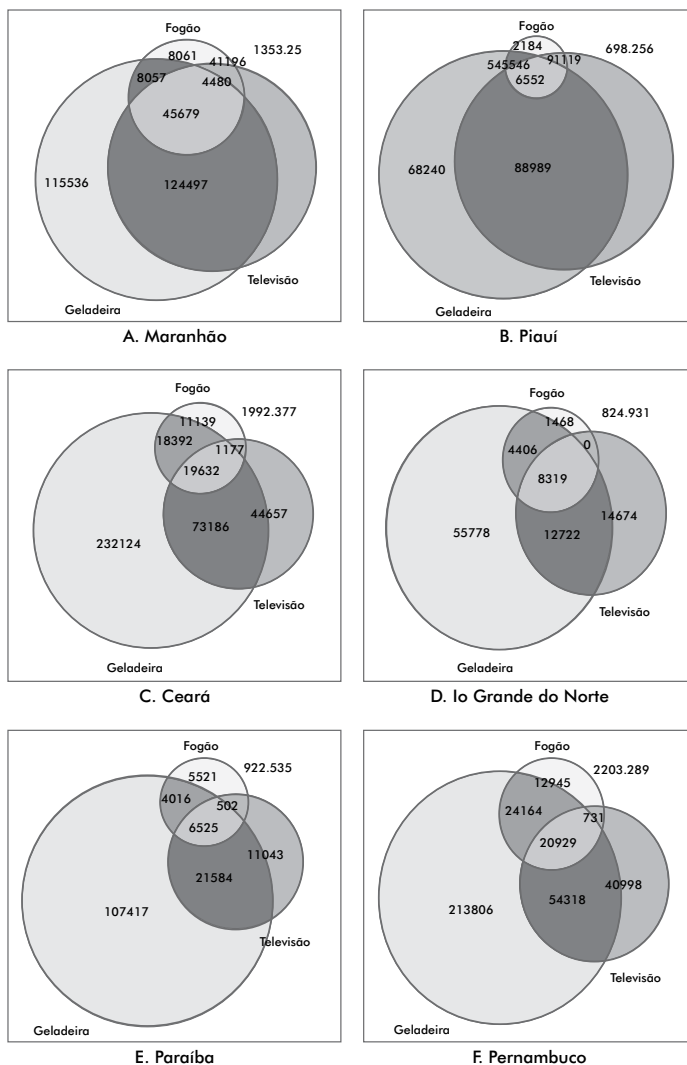 Fogão
8061
1353.25
41196
8057
4480
45679
115536
124497
Televisão
Geladeira
A. Maranhão
Fogão
2184
698.256
545546
91119
6552
68240
88989
Televisão
Geladeira
B. Piauí
Fogão
11139
1992.377
18392
1177
19632
44657
73186
232124
Televisão
Geladeira
C. Ceará
Fogão
1468
824.931
4406
0
8319
14674
55778
12722
Televisão
Geladeira
D. Io Grande do Norte
Fogão
5521
922.535
4016
502
6525
11043
21584
107417
Televisão
Geladeira
E. Paraíba
Fogão
12945
2203.289
24164
731
20929
40998
54318
213806
Televisão
Geladeira
F. Pernambuco